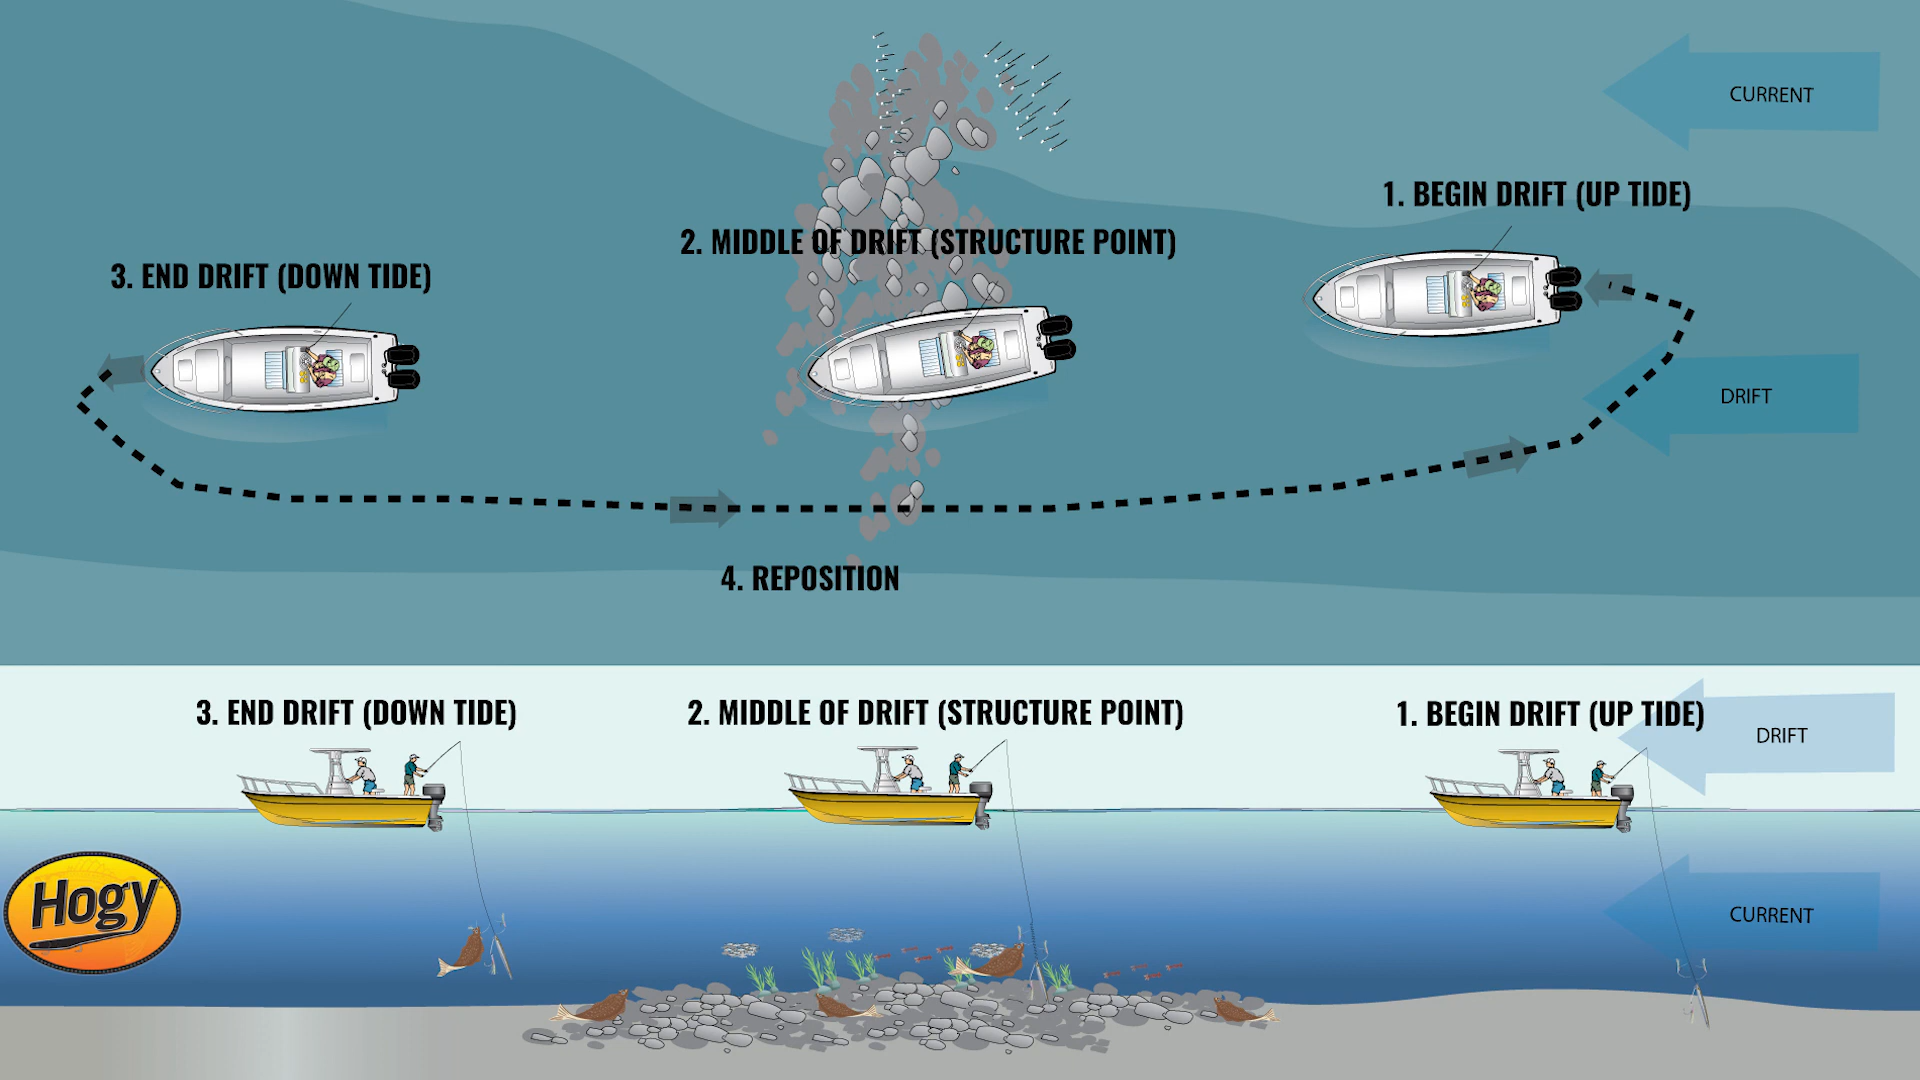 CURRENT
1. BEGIN DRIFT (UP TIDE)
2. MIDDLE OF DRIFT (STRUCTURE POINT)
3. END DRIFT (DOWN TIDE)
DRIFT
4. REPOSITION
3. END DRIFT (DOWN TIDE)
2. MIDDLE OF DRIFT (STRUCTURE POINT)
1. BEGIN DRIFT (UP TIDE)
DRIFT
Hogy
CURRENT